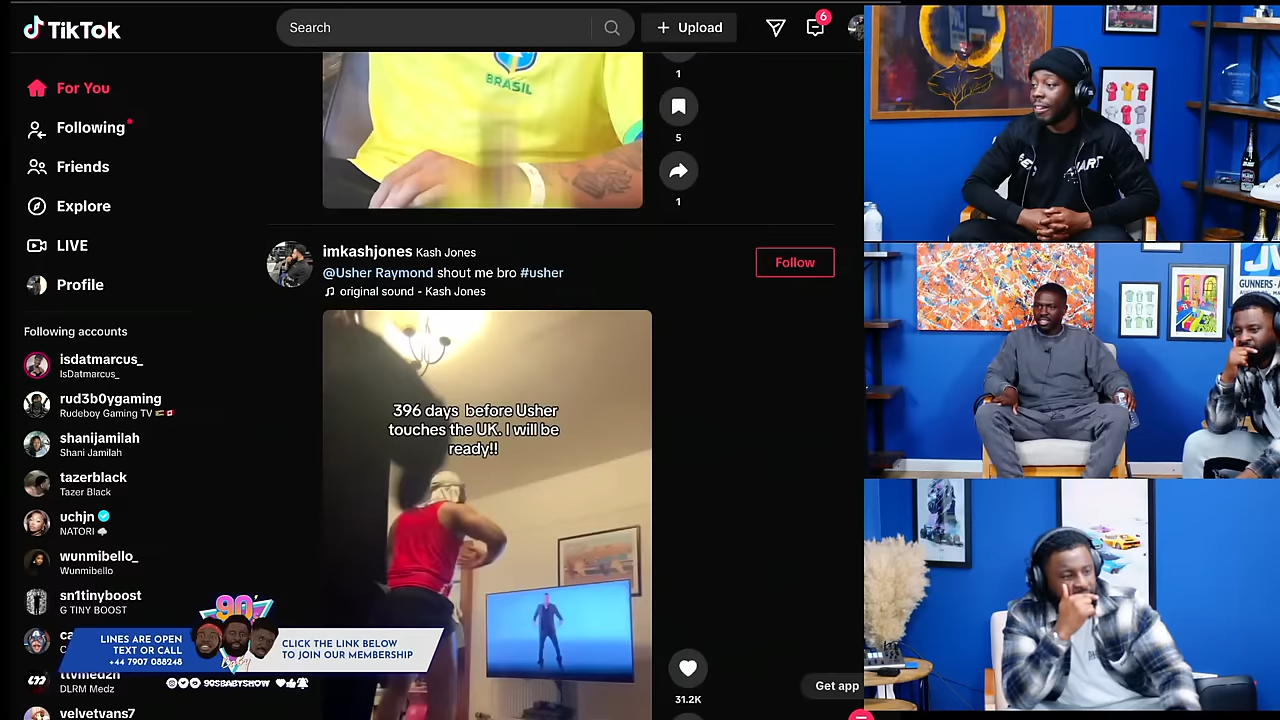 TikTok
Search
+ Upload
6
For You
Following
Friends
Explore
LIVE
Profile
Following accounts
isdatmarcus_
IsDatmarcus_
rud3b0ygaming
Rudeboy Gaming TV
shanijamilah
Shani Jamilah
tazerblack
Tazer Black
uchjn
NATORI
wunmibello_
Wunmibello
sn1tinyboost
G TINY BOOST
DLRM Medz
velvetvans7
BRASIL
1
5
1
imkashjones Kash Jones
@Usher Raymond shout me bro #usher
original sound - Kash Jones
Follow
396 days before Usher
touches the UK. I will be
ready!!
31.2K
Get app
LINES ARE OPEN
TEXT OR CALL
+44 7907 088248
90s
Baby
CLICK THE LINK BELOW
TO JOIN OUR MEMBERSHIP
90SBABYSHOW
GUNNERS